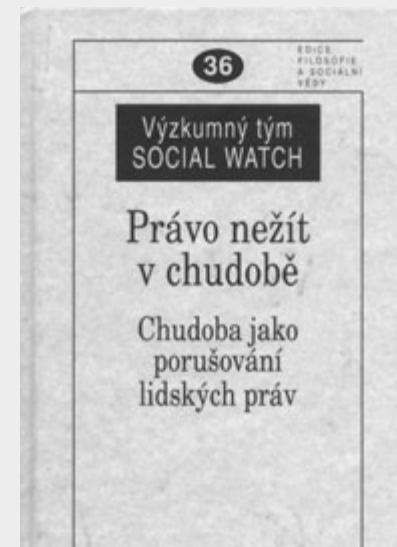 36
EDICE
FILOSOFIE
A SOCIÁLNÍ
VĚDY
Výzkumný tým
SOCIAL WATCH
Právo nežít
v chudobě
Chudoba jako
porušování
lidských práv